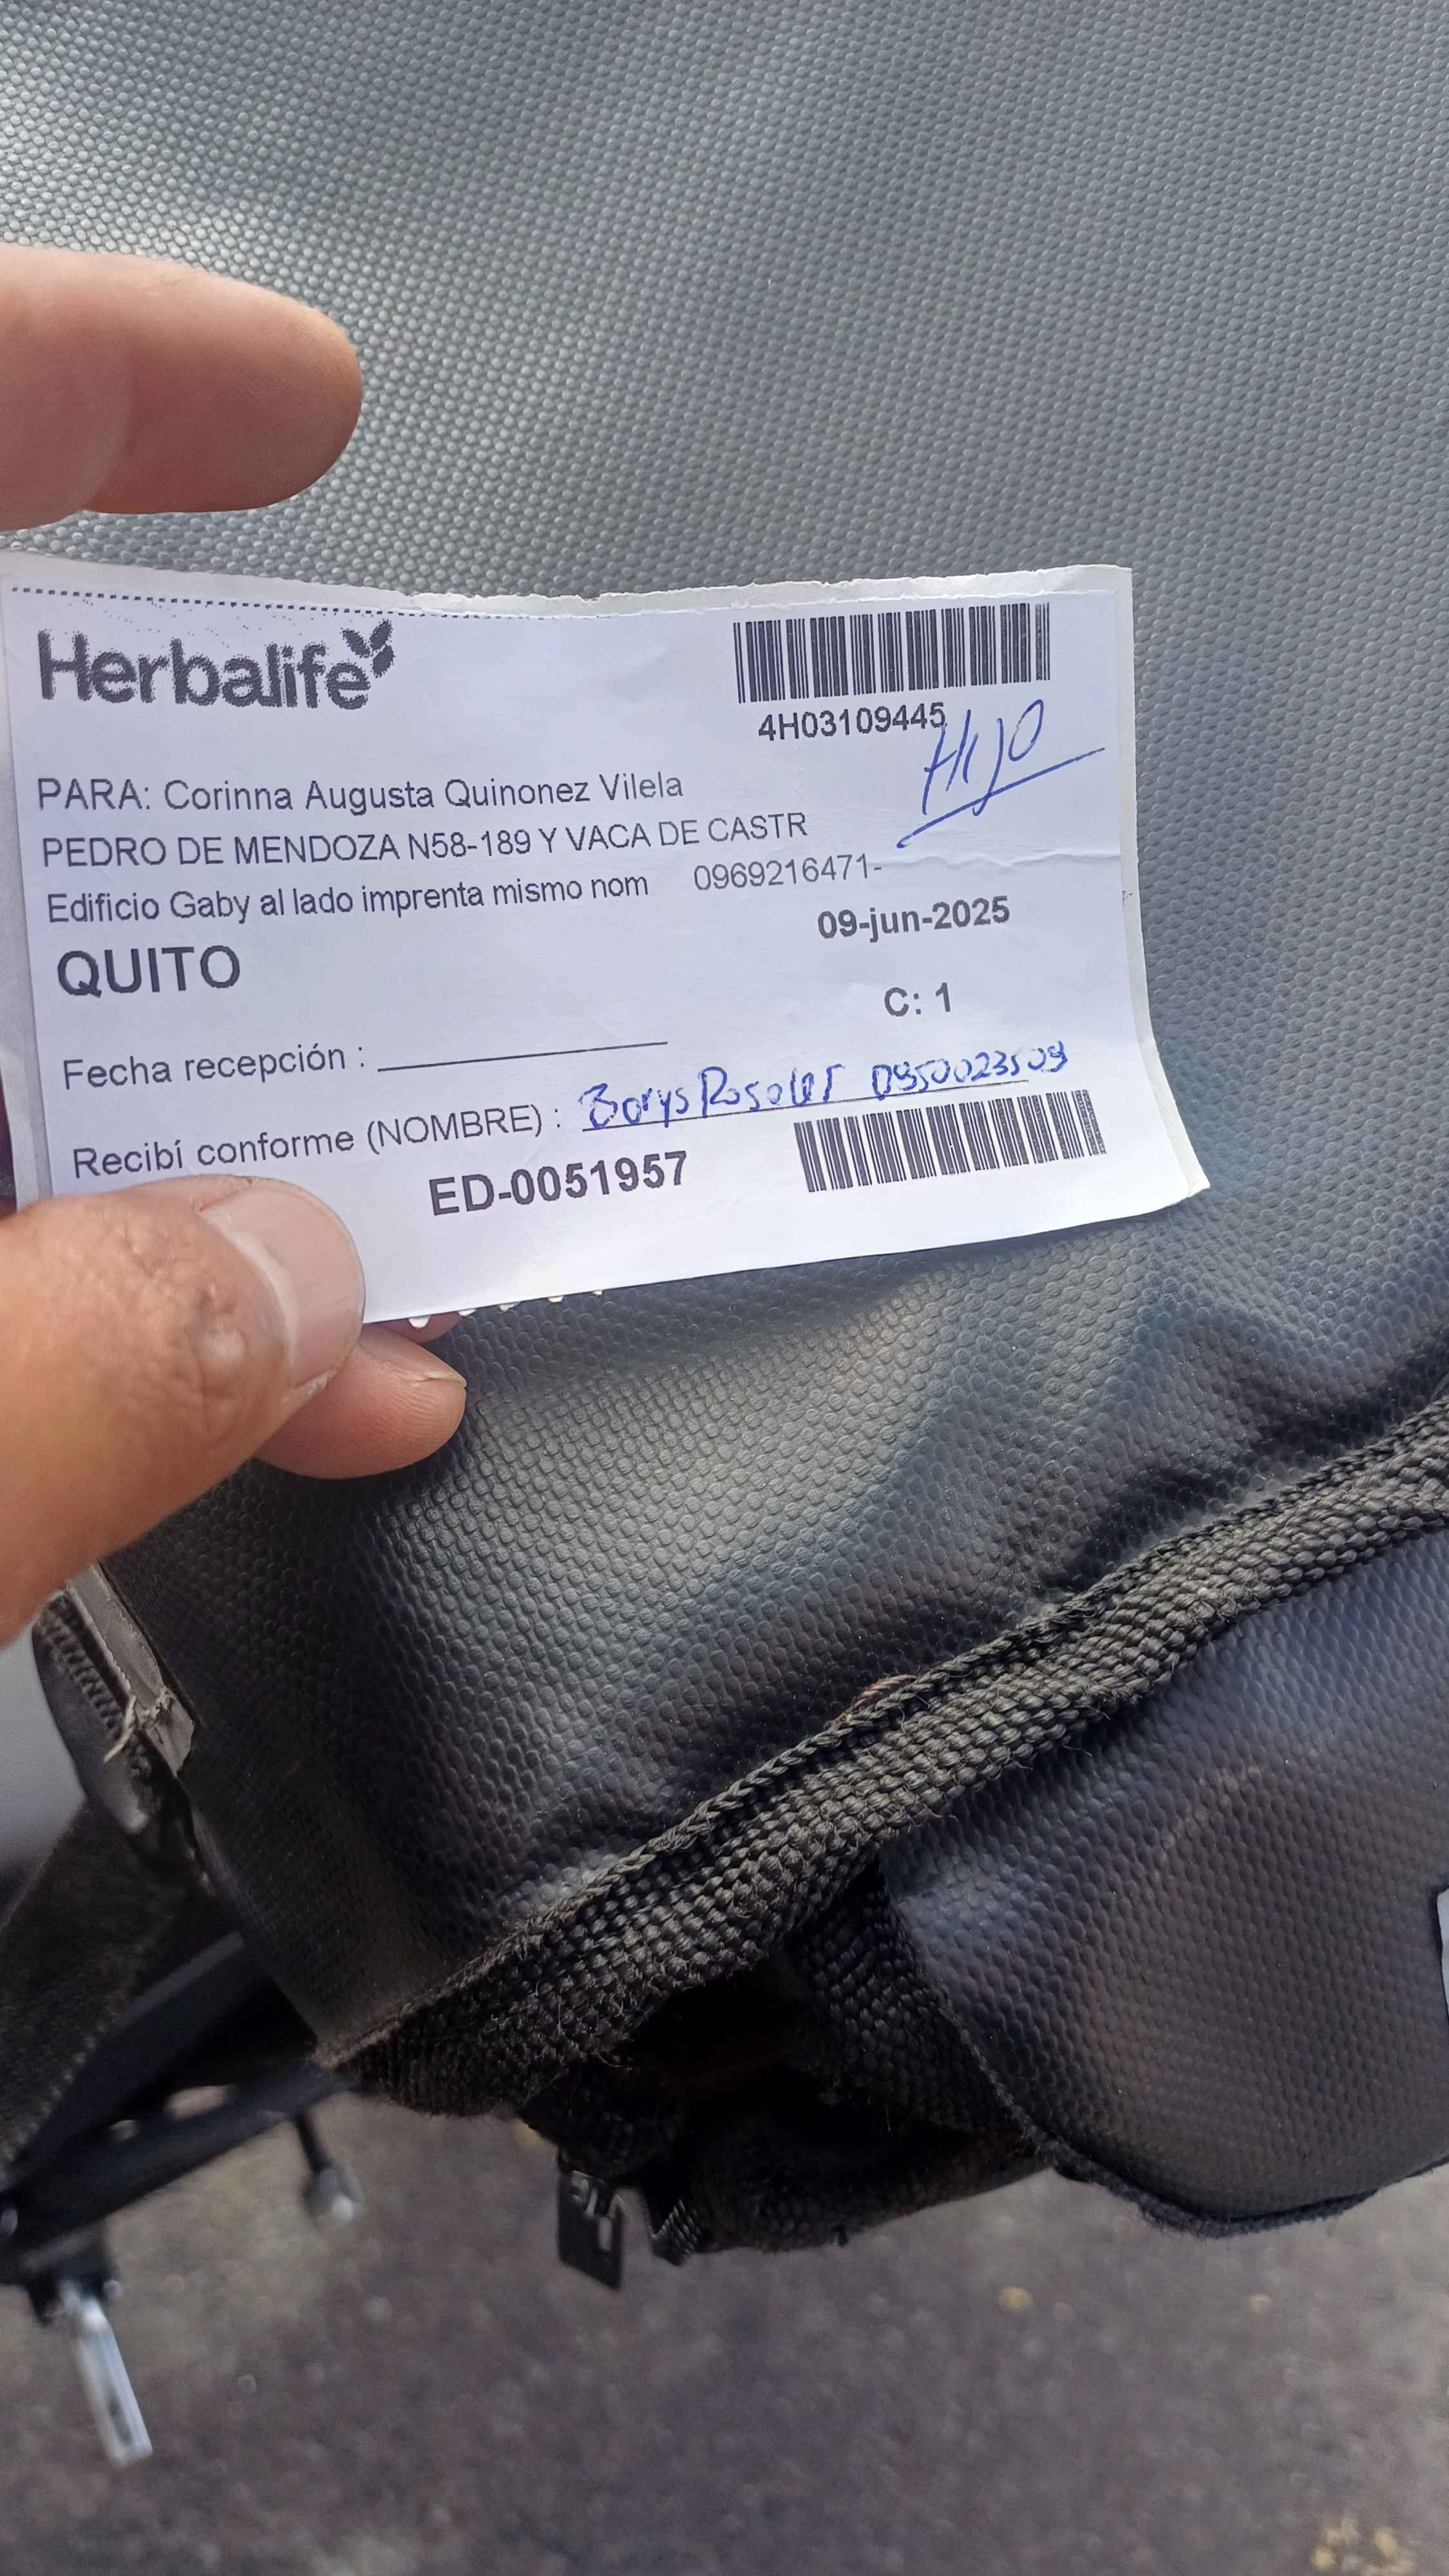 Herbalife
4H03109445
HIJO
PARA: Corinna Augusta Quinonez Vilela
PEDRO DE MENDOZA N58-189 Y VACA DE CASTR
Edificio Gaby al lado imprenta mismo nom 0969216471-
09-jun-2025
QUITO
C: 1
Fecha recepción :
Recibí conforme (NOMBRE) : Borys
ED-0051957